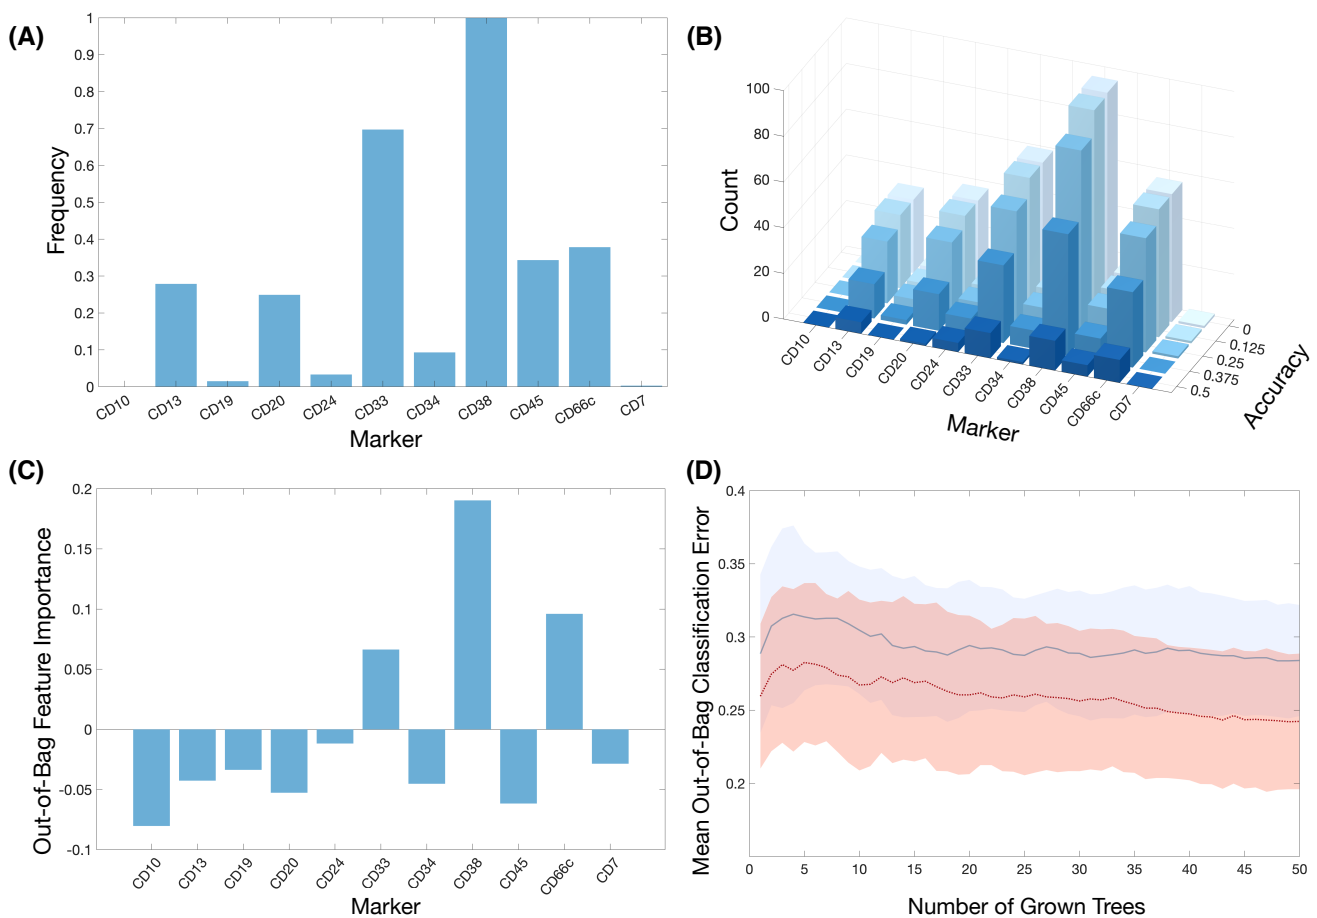 (A)
1
0.9
0.8
0.7
0.6
0.5
0.4
0.3
0.2
0.1
0
Frequency
CD10 CD13 CD19 CD20 CD24 CD33 CD34 CD38 CD45 CD66c CD7
Marker
(B)
100
80
60
40
20
0
Count
CD10 CD13 CD19 CD20 CD24 CD33 CD34 CD38 CD45 CD66c CD7
Marker
0
0.125
0.25
0.375
0.5
Accuracy
(C)
0.2
0.15
0.1
0.05
0
-0.05
-0.1
Out-of-Bag Feature Importance
CD10 CD13 CD19 CD20 CD24 CD33 CD34 CD38 CD45 CD66c CD7
Marker
(D)
0.4
0.35
0.3
0.25
0.2
Mean Out-of-Bag Classification Error
0 5 10 15 20 25 30 35 40 45 50
Number of Grown Trees